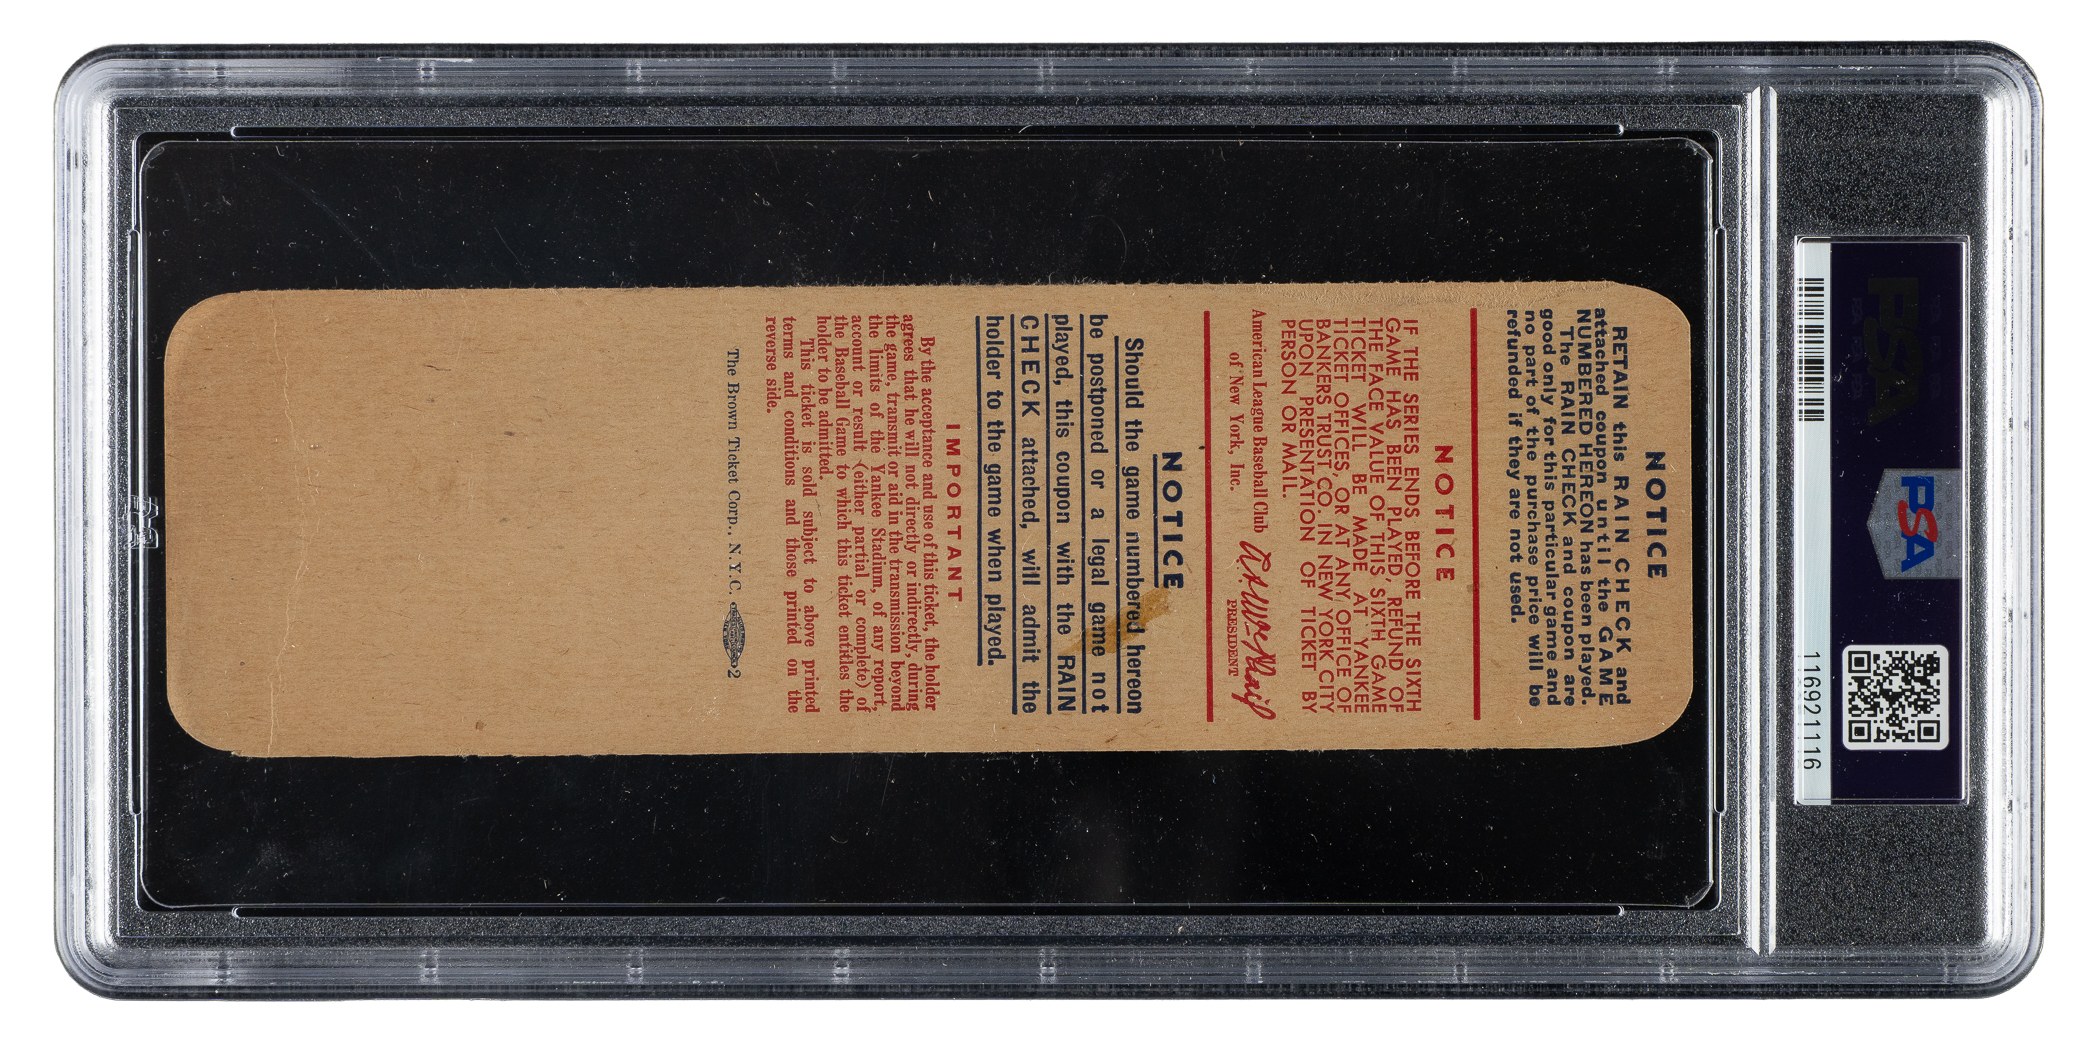 NOTICE
RETAIN this RAIN CHECK and
attached coupon until the GAME
NUMBERED HEREON has been played.
The RAIN CHECK and coupon are
good only for this particular game and
no part of the purchase price will be
refunded if they are not used.
NOTICE
IF THE SERIES ENDS BEFORE THE SIXTH
GAME HAS BEEN PLAYED, REFUND OF
THE FACE VALUE OF THIS SIXTH GAME
TICKET WILL BE MADE AT YANKEE
TICKET OFFICES, OR AT ANY OFFICE OF
BANKERS TRUST CO. IN NEW YORK CITY
UPON PRESENTATION OF TICKET BY
PERSON OR MAIL.
American League Baseball Club
of New York, Inc.
PRESIDENT
NOTICE
Should the game numbered hereon
be postponed or a legal game not
played, this coupon with the RAIN
CHECK attached, will admit the
holder to the game when played.
IMPORTANT
By the acceptance and use of this ticket, the holder
agrees that he will not directly or indirectly, during
the game, transmit or aid in the transmission beyond
the limits of the Yankee Stadium, of any report,
account or result (either partial or complete) of
the Baseball Game to which this ticket entitles the
holder to be admitted.
This ticket is sold subject to above printed
terms and conditions and those printed on the
reverse side.
The Brown Ticket Corp., N.Y.C. 2
PSA
PSA
116921116